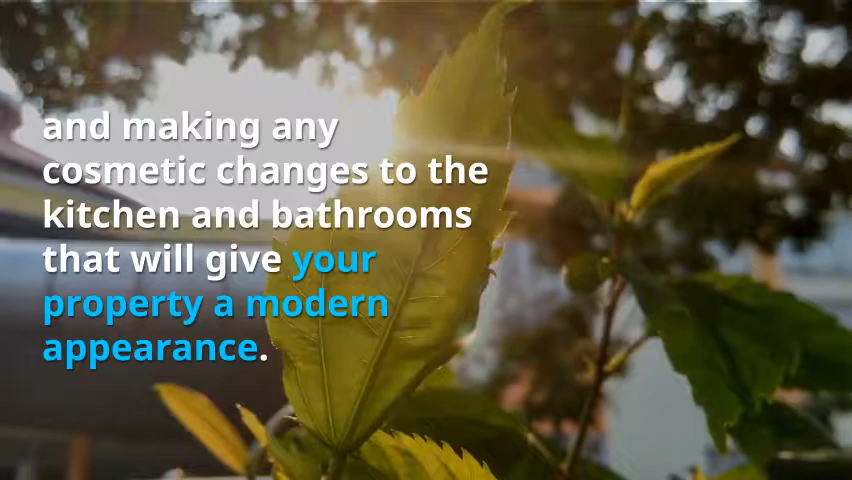 and making any
cosmetic changes to the
kitchen and bathrooms
that will give your
property a modern
appearance.